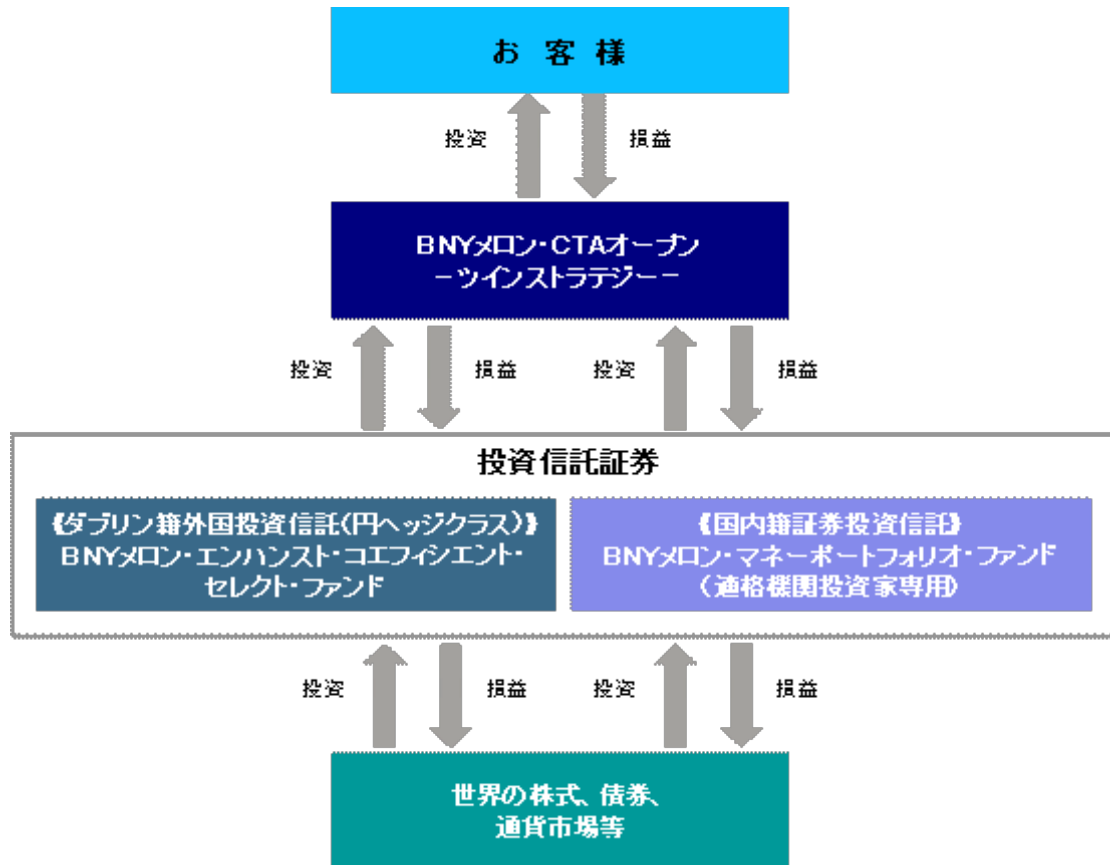 お 客 様
投資
損益
BNYメロン・CTAオープン
－ツインストラテジー－
投資
損益
投資
損益
投資信託証券
《ダブリン籍外国投資信託(円ヘッジクラス)》
BNYメロン・エンハンスト・コエフィシエント・
セレクト・ファンド
《国内籍証券投資信託》
BNYメロン・マネーポートフォリオ・ファンド
(適格機関投資家専用)
投資
損益
投資
損益
世界の株式、債券、
通貨市場等